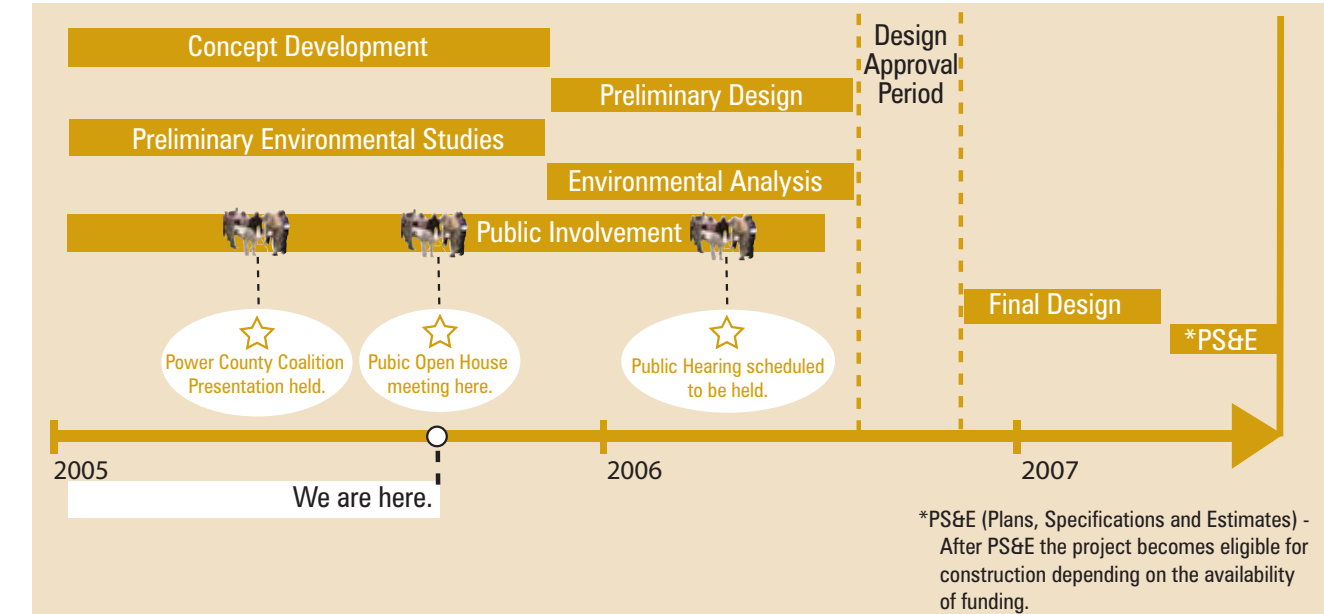 Concept Development
Design
Approval
Period
Preliminary Design
Preliminary Environmental Studies
Environmental Analysis
Public Involvement
Final Design
*PS&E
Power County Coalition
Presentation held.
Pubic Open House
meeting here.
Public Hearing scheduled
to be held.
2005
2006
2007
We are here.
*PS&E (Plans, Specifications and Estimates) -
After PS&E the project becomes eligible for
construction depending on the availability
of funding.